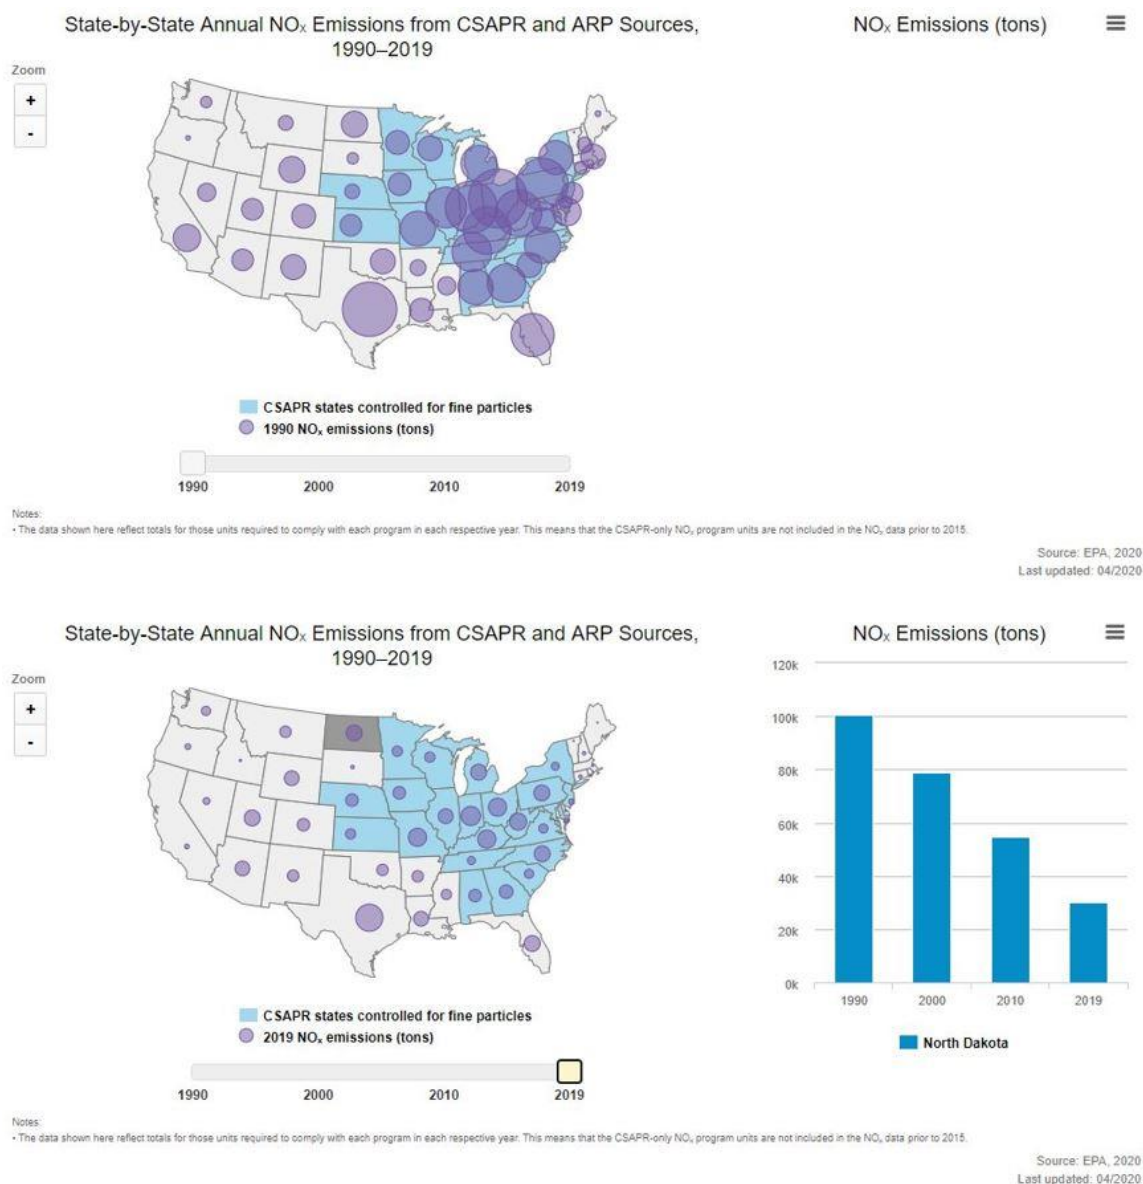 State-by-State Annual NOₓ Emissions from CSAPR and ARP Sources,
1990–2019
NOₓ Emissions (tons)
Zoom
+
-
CSAPR states controlled for fine particles
1990 NOₓ emissions (tons)
1990 2000 2010 2019
Notes:
• The data shown here reflect totals for those units required to comply with each program in each respective year. This means that the CSAPR-only NOₓ program units are not included in the NOₓ data prior to 2015.
Source: EPA, 2020
Last updated: 04/2020
State-by-State Annual NOₓ Emissions from CSAPR and ARP Sources,
1990–2019
Zoom
+
-
CSAPR states controlled for fine particles
2019 NOₓ emissions (tons)
1990 2000 2010 2019
NOₓ Emissions (tons)
120k
100k
80k
60k
40k
20k
0k
1990 2000 2010 2019
North Dakota
Notes:
• The data shown here reflect totals for those units required to comply with each program in each respective year. This means that the CSAPR-only NOₓ program units are not included in the NOₓ data prior to 2015.
Source: EPA, 2020
Last updated: 04/2020